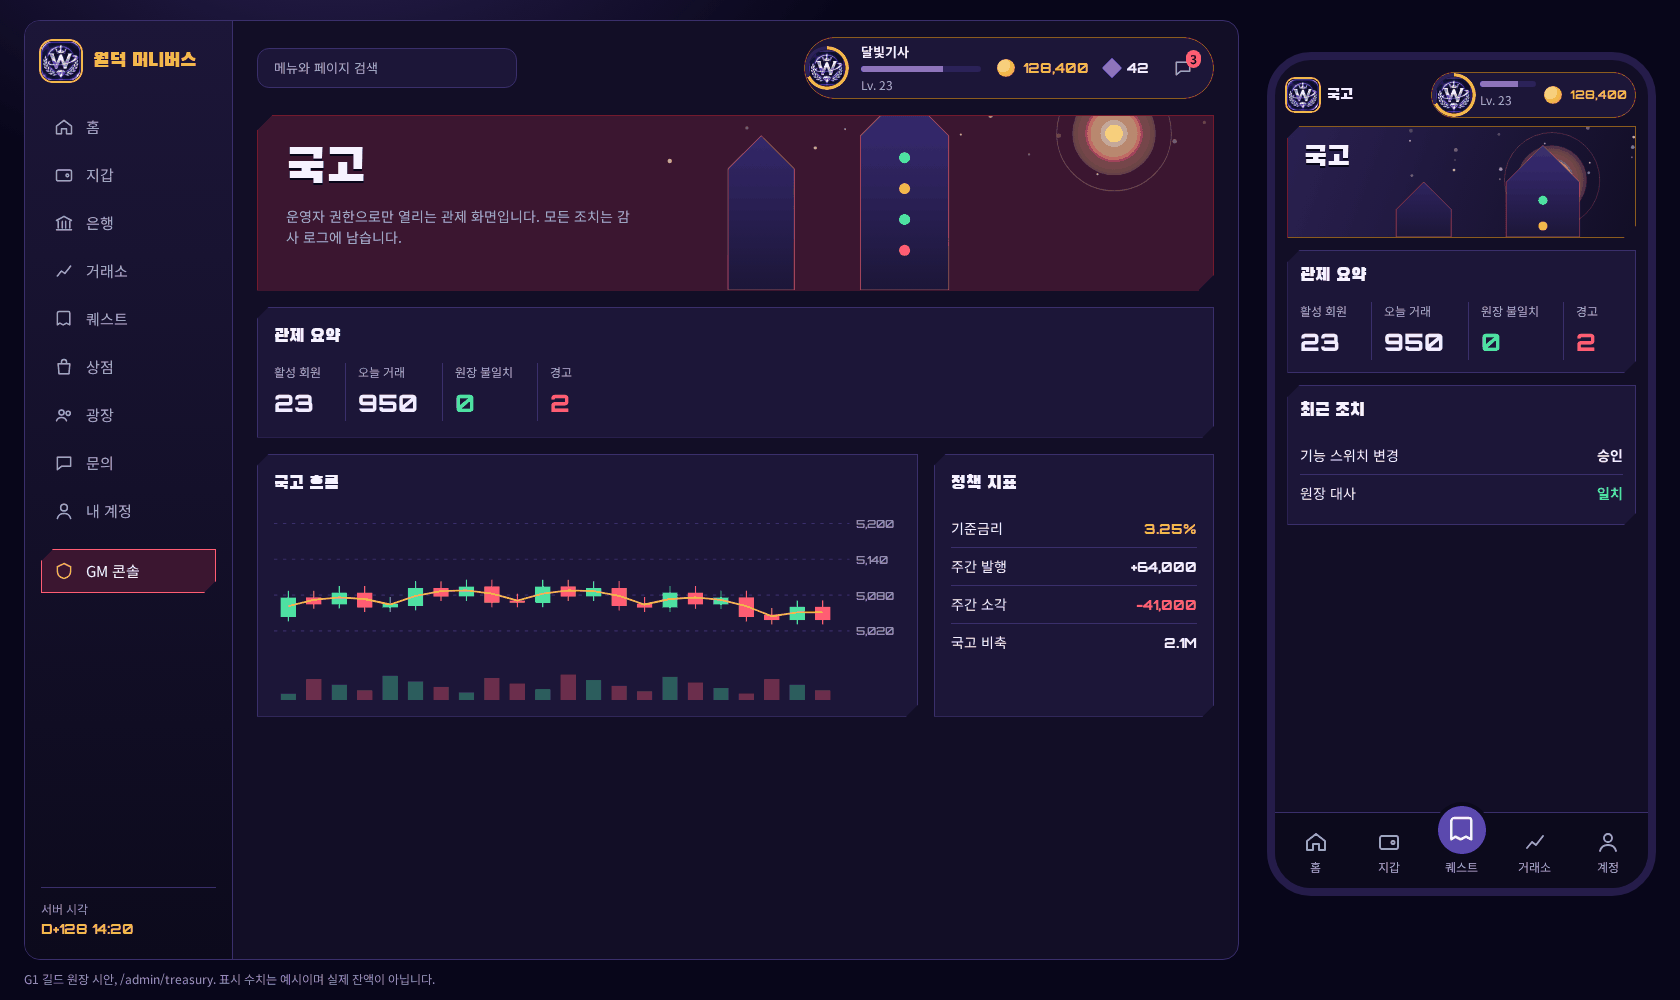 원덕 머니버스
홈
지갑
은행
거래소
퀘스트
상점
광장
문의
내 계정
GM 콘솔
서버 시각
D+128 14:20
메뉴와 페이지 검색
달빛기사
Lv. 23
128,400
42
3
국고
운영자 권한으로만 열리는 관제 화면입니다. 모든 조치는 감
사 로그에 남습니다.
관제 요약
활성 회원
23
오늘 거래
950
원장 불일치
0
경고
2
국고 흐름
5,200
5,140
5,080
5,020
정책 지표
기준금리 3.25%
주간 발행 +64,000
주간 소각 -41,000
국고 비축 2.1M
국고
Lv. 23
128,400
국고
관제 요약
활성 회원
23
오늘 거래
950
원장 불일치
0
경고
2
최근 조치
기능 스위치 변경 승인
원장 대사 일치
홈
지갑
퀘스트
거래소
계정
G1 길드 원장 시안, /admin/treasury. 표시 수치는 예시이며 실제 잔액이 아닙니다.